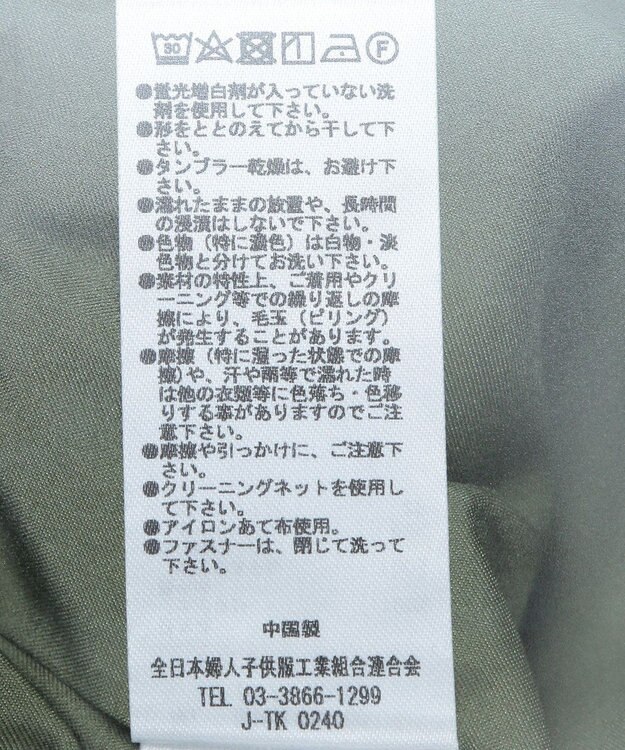 30 F
●蛍光増白剤が入っていない洗
剤を使用して下さい。
●形をととのえてから干して下
さい。
●タンブラー乾燥は、お避け下
さい。
●濡れたままの放置や、長時間
の浸漬はしないで下さい。
●色物（特に濃色）は白物・淡
色物と分けてお洗い下さい。
●素材の特性上、ご着用やクリ
ーニング等での繰り返しの摩
擦により、毛玉（ピリング）
が発生することがあります。
●摩擦（特に湿った状態での摩
擦）や、汗や雨等で濡れた時
は他の衣類等に色落ち・色移
りする事がありますのでご注
意下さい。
●摩擦や引っかけに、ご注意下
さい。
●クリーニングネットを使用し
て下さい。
●アイロンあて布使用。
●ファスナーは、閉じて洗って
下さい。
中国製
全日本婦人子供服工業組合連合会
TEL 03-3866-1299
J-TK 0240